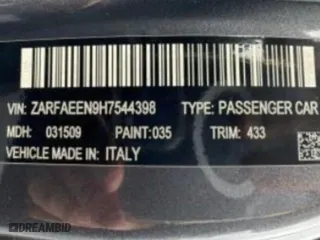 VIN: ZARFAEEN9H7544398 TYPE: PASSENGER CAR
MDH: 031509 PAINT:035 TRIM: 433
VEHICLE MADE IN: ITALY
DREAMBID